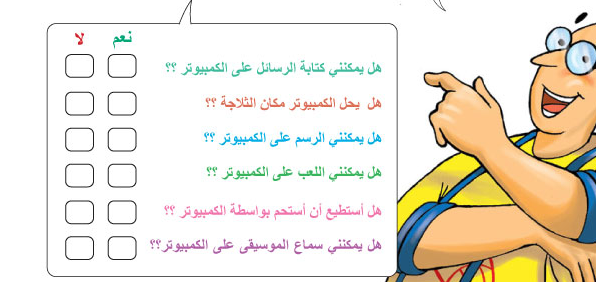 نعم لا
هل يمكنني كتابة الرسائل على الكمبيوتر ؟؟
هل يحل الكمبيوتر مكان الثلاجة ؟؟
هل يمكنني الرسم على الكمبيوتر ؟؟
هل يمكنني اللعب على الكمبيوتر ؟؟
هل أستطيع أن أستحم بواسطة الكمبيوتر ؟؟
هل يمكنني سماع الموسيقى على الكمبيوتر؟؟